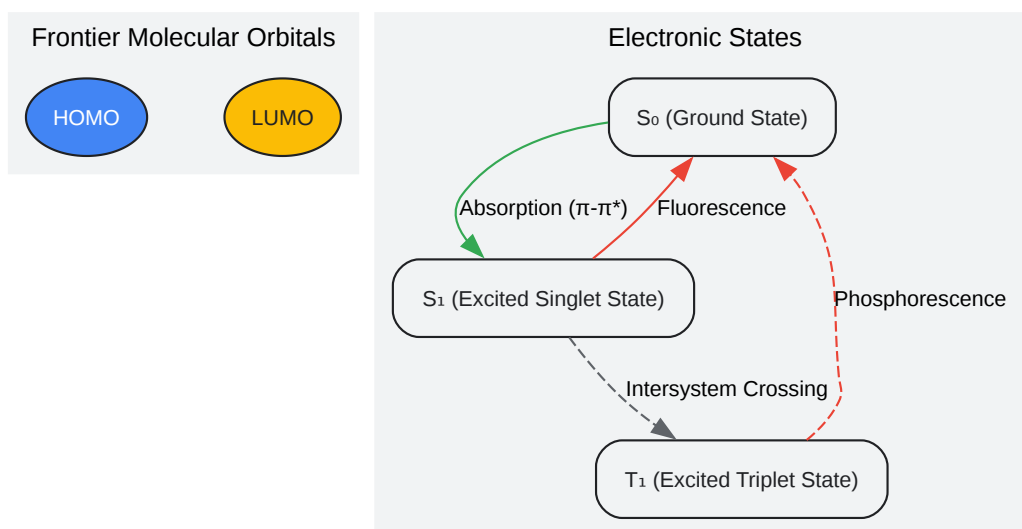 Frontier Molecular Orbitals
HOMO
LUMO
Electronic States
S₀ (Ground State)
Absorption (π-π*)
Fluorescence
S₁ (Excited Singlet State)
Phosphorescence
Intersystem Crossing
T₁ (Excited Triplet State)